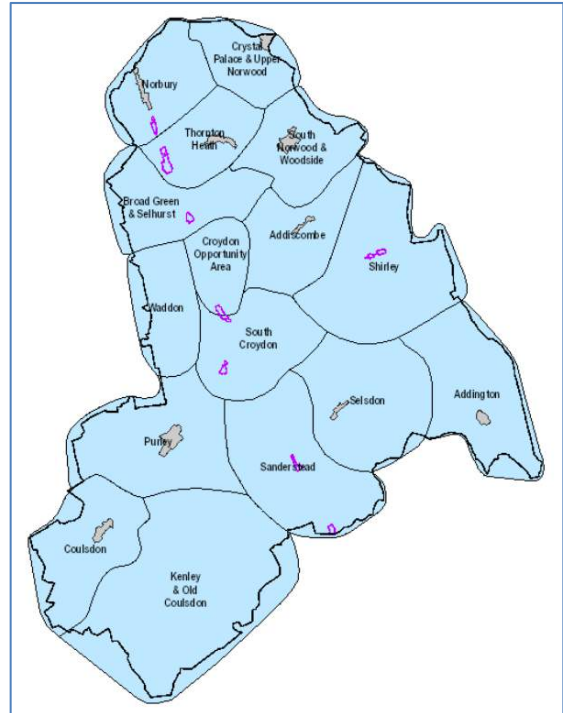 Crystal
Palace & Upper
Norwood
Norbury
Thornton
Heath
South
Norwood &
Woodside
Broad Green
& Selhurst
Addiscombe
Croydon
Opportunity
Area
Shirley
Waddon
South
Croydon
Selsdon
Addington
Purley
Sanderstead
Coulsdon
Kenley
& Old
Coulsdon